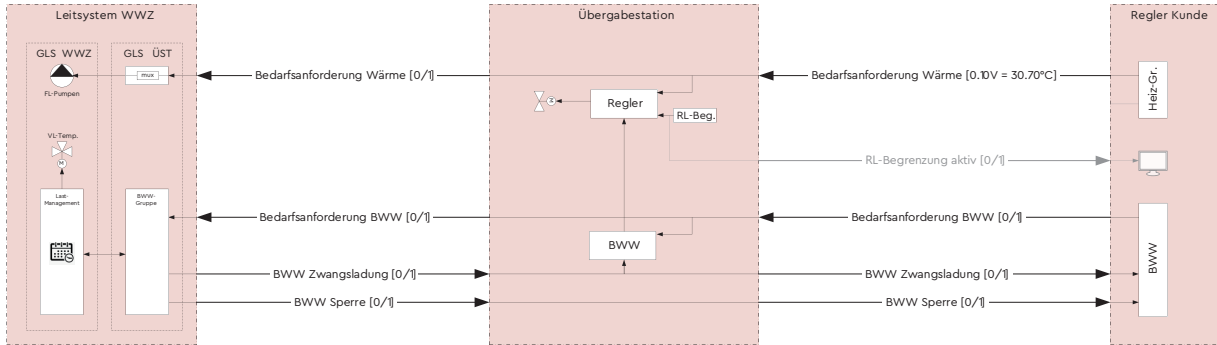 Leitsystem WWZ
Übergabestation
Regler Kunde
GLS WWZ
GLS ÜST
mux
FL-Pumpen
Bedarfsanforderung Wärme [0/1]
Bedarfsanforderung Wärme [0.10V = 30.70°C]
Heiz-Gr.
Regler
M
RL-Beg.
VL-Temp.
M
RL-Begrenzung aktiv [0/1]
Last-
Management
BWW-
Gruppe
Bedarfsanforderung BWW [0/1]
Bedarfsanforderung BWW [0/1]
BWW
BWW
BWW Zwangsladung [0/1]
BWW Zwangsladung [0/1]
BWW Sperre [0/1]
BWW Sperre [0/1]